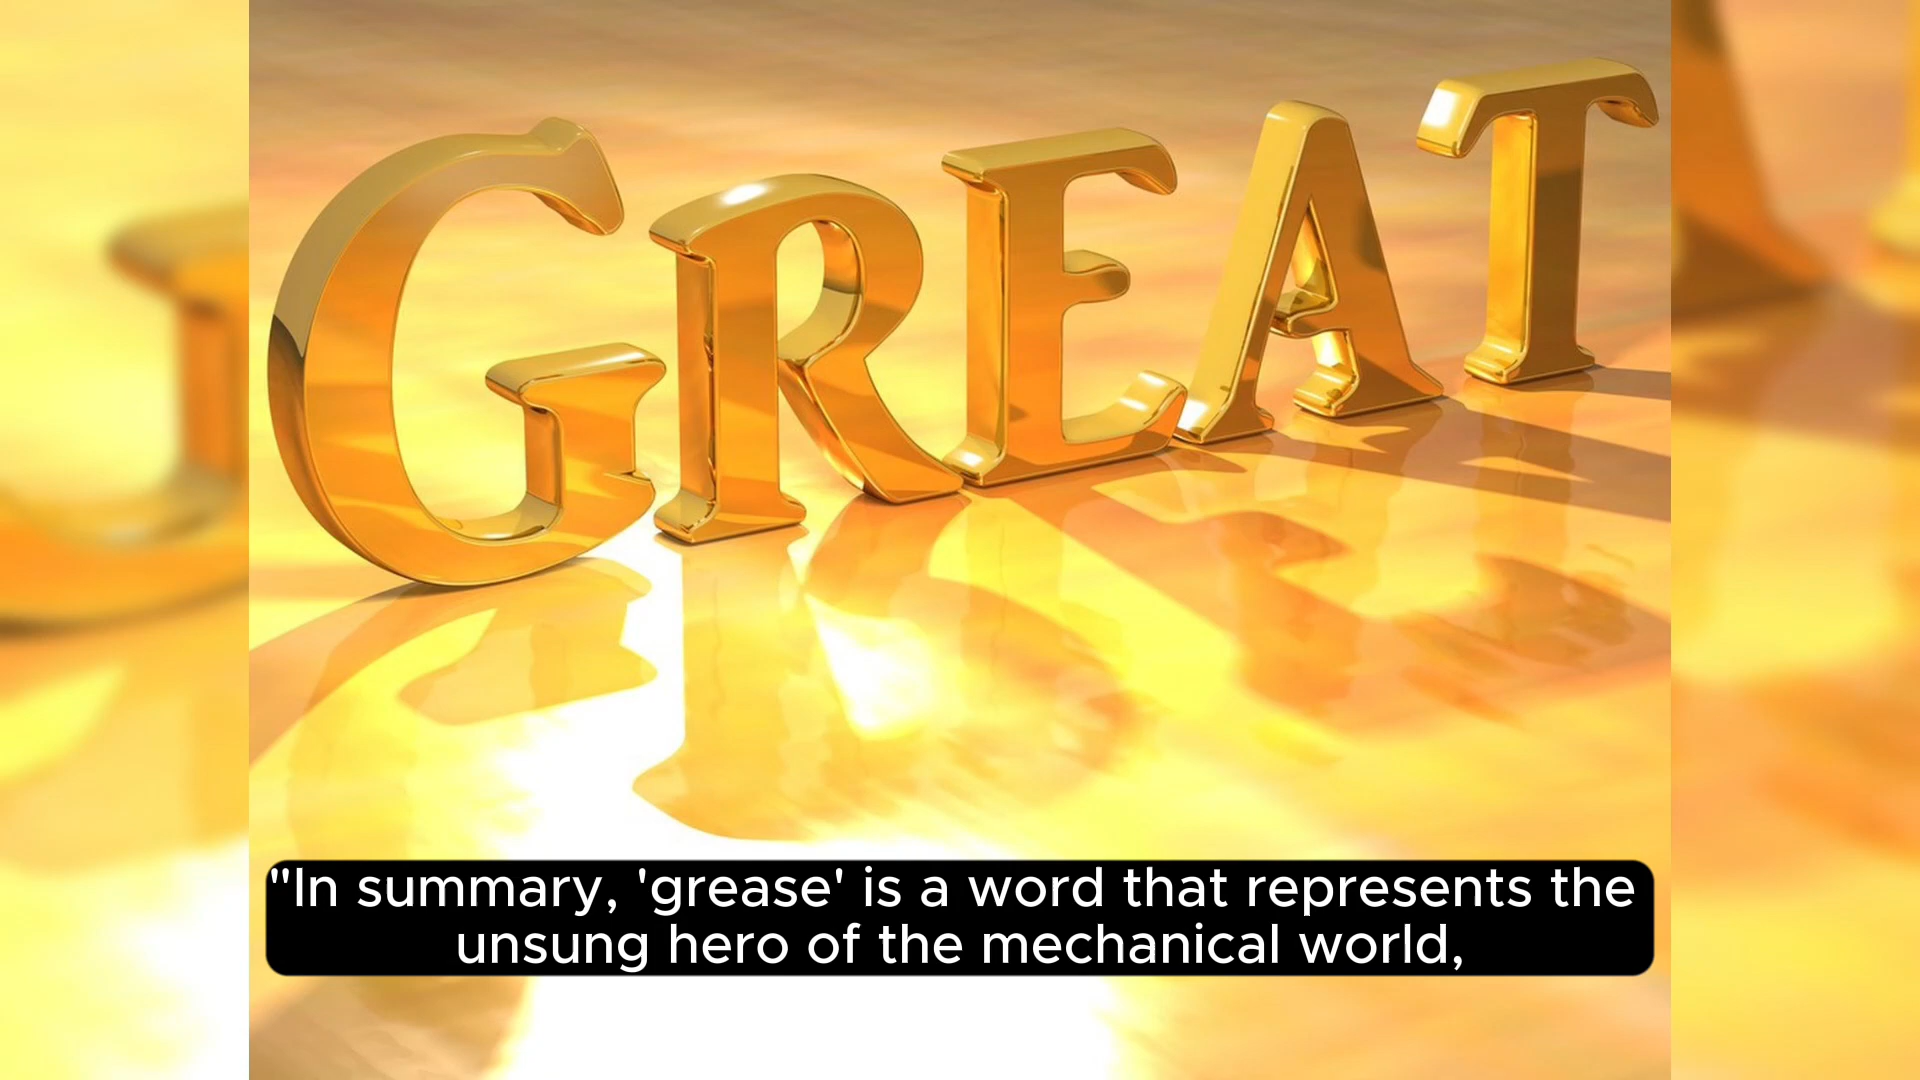 GREAT
"In summary, 'grease' is a word that represents the
unsung hero of the mechanical world,